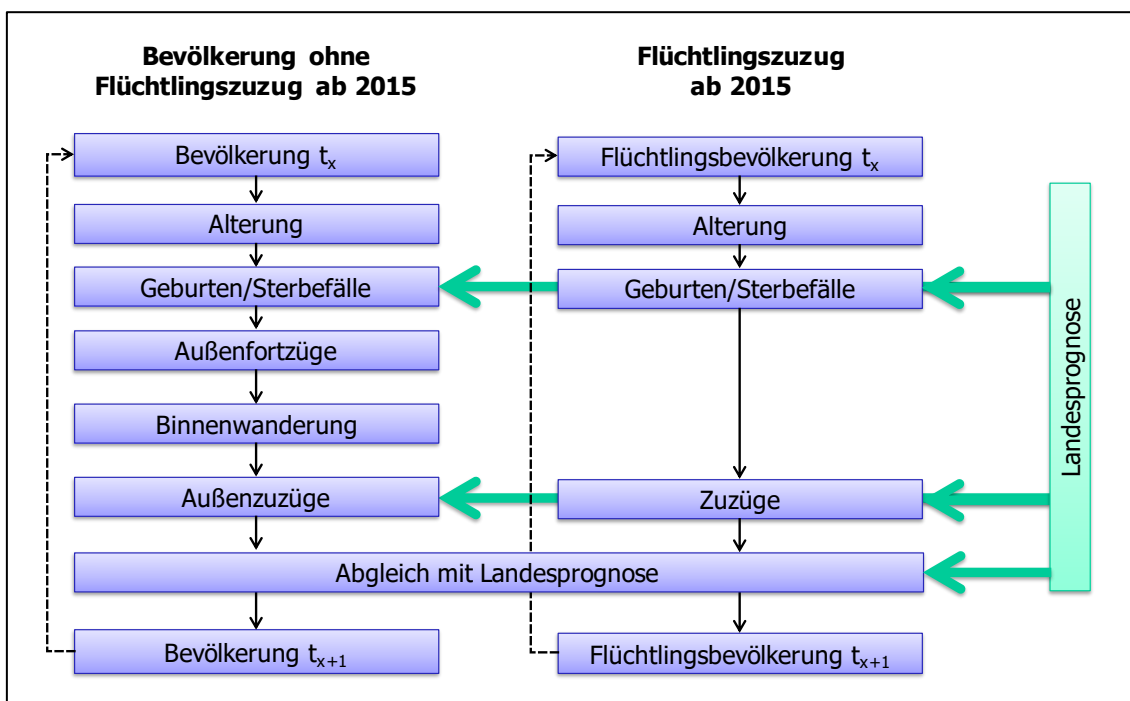 Bevölkerung ohne
Flüchtlingszuzug ab 2015
Bevölkerung tx
Alterung
Geburten/Sterbefälle
Außenfortzüge
Binnenwanderung
Außenzuzüge
Flüchtlingszuzug
ab 2015
Flüchtlingsbevölkerung tx
Alterung
Geburten/Sterbefälle
Zuzüge
Abgleich mit Landesprognose
Bevölkerung tx+1
Flüchtlingsbevölkerung tx+1
Landesprognose